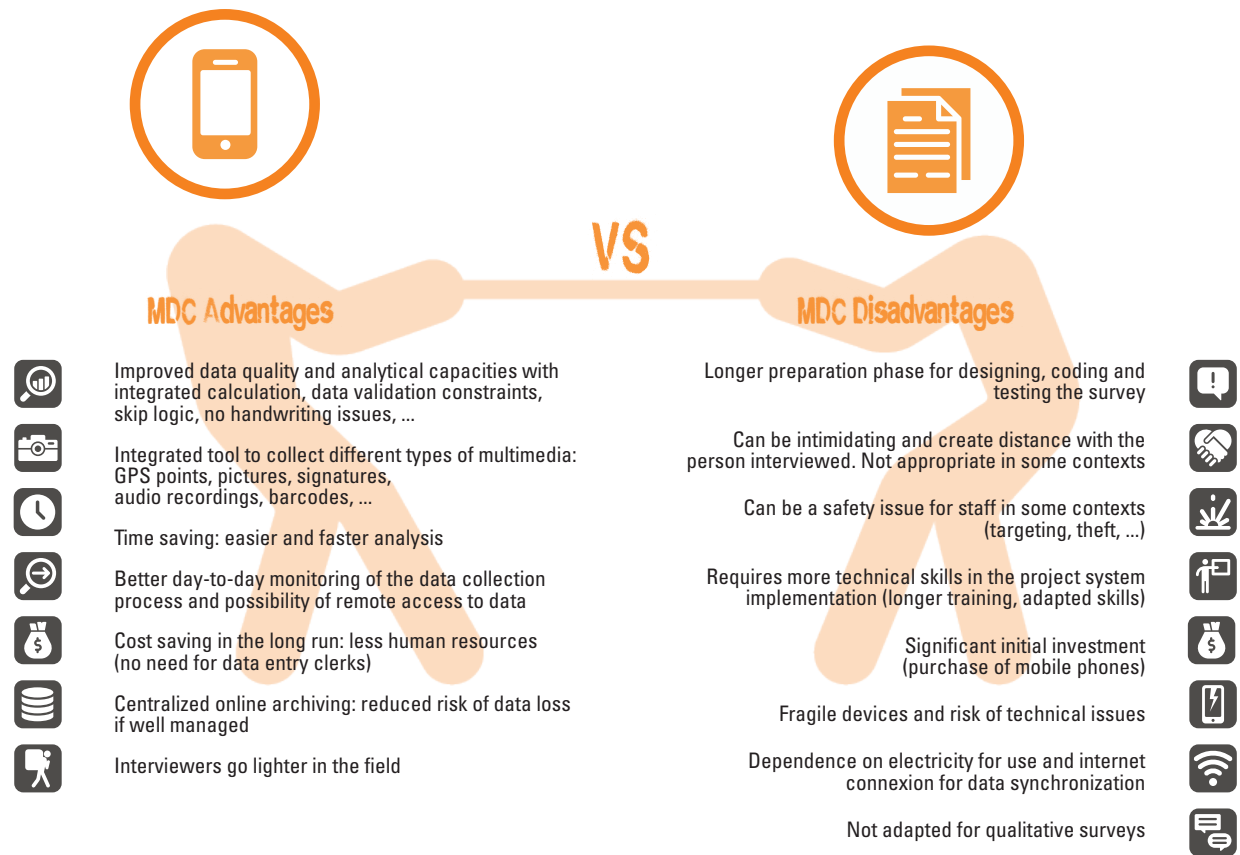 VS
MDC Advantages
Improved data quality and analytical capacities with
integrated calculation, data validation constraints,
skip logic, no handwriting issues, ...
Integrated tool to collect different types of multimedia:
GPS points, pictures, signatures,
audio recordings, barcodes, ...
Time saving: easier and faster analysis
Better day-to-day monitoring of the data collection
process and possibility of remote access to data
Cost saving in the long run: less human resources
(no need for data entry clerks)
Centralized online archiving: reduced risk of data loss
if well managed
Interviewers go lighter in the field
MDC Disadvantages
Longer preparation phase for designing, coding and
testing the survey
Can be intimidating and create distance with the
person interviewed. Not appropriate in some contexts
Can be a safety issue for staff in some contexts
(targeting, theft, ...)
Requires more technical skills in the project system
implementation (longer training, adapted skills)
Significant initial investment
(purchase of mobile phones)
Fragile devices and risk of technical issues
Dependence on electricity for use and internet
connexion for data synchronization
Not adapted for qualitative surveys